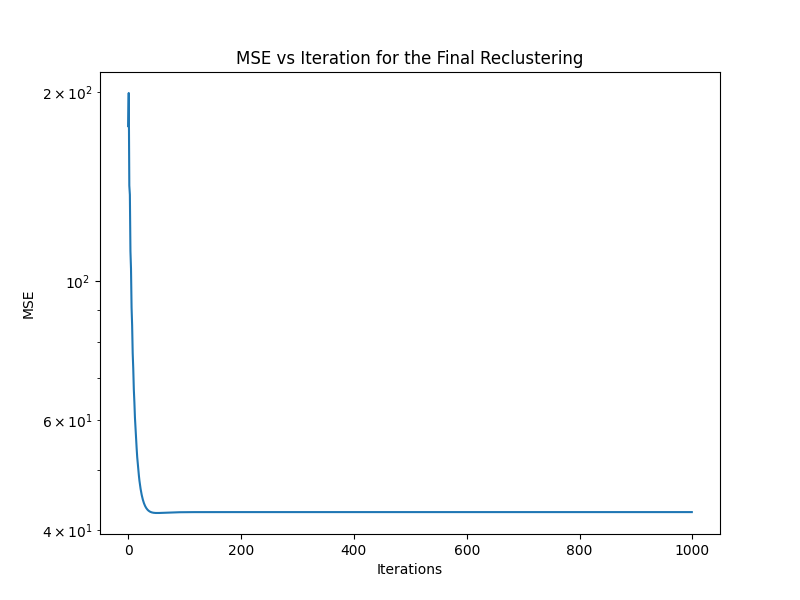 MSE vs Iteration for the Final Reclustering
2 × 10²
10²
6 × 10¹
4 × 10¹
MSE
0 200 400 600 800 1000
Iterations